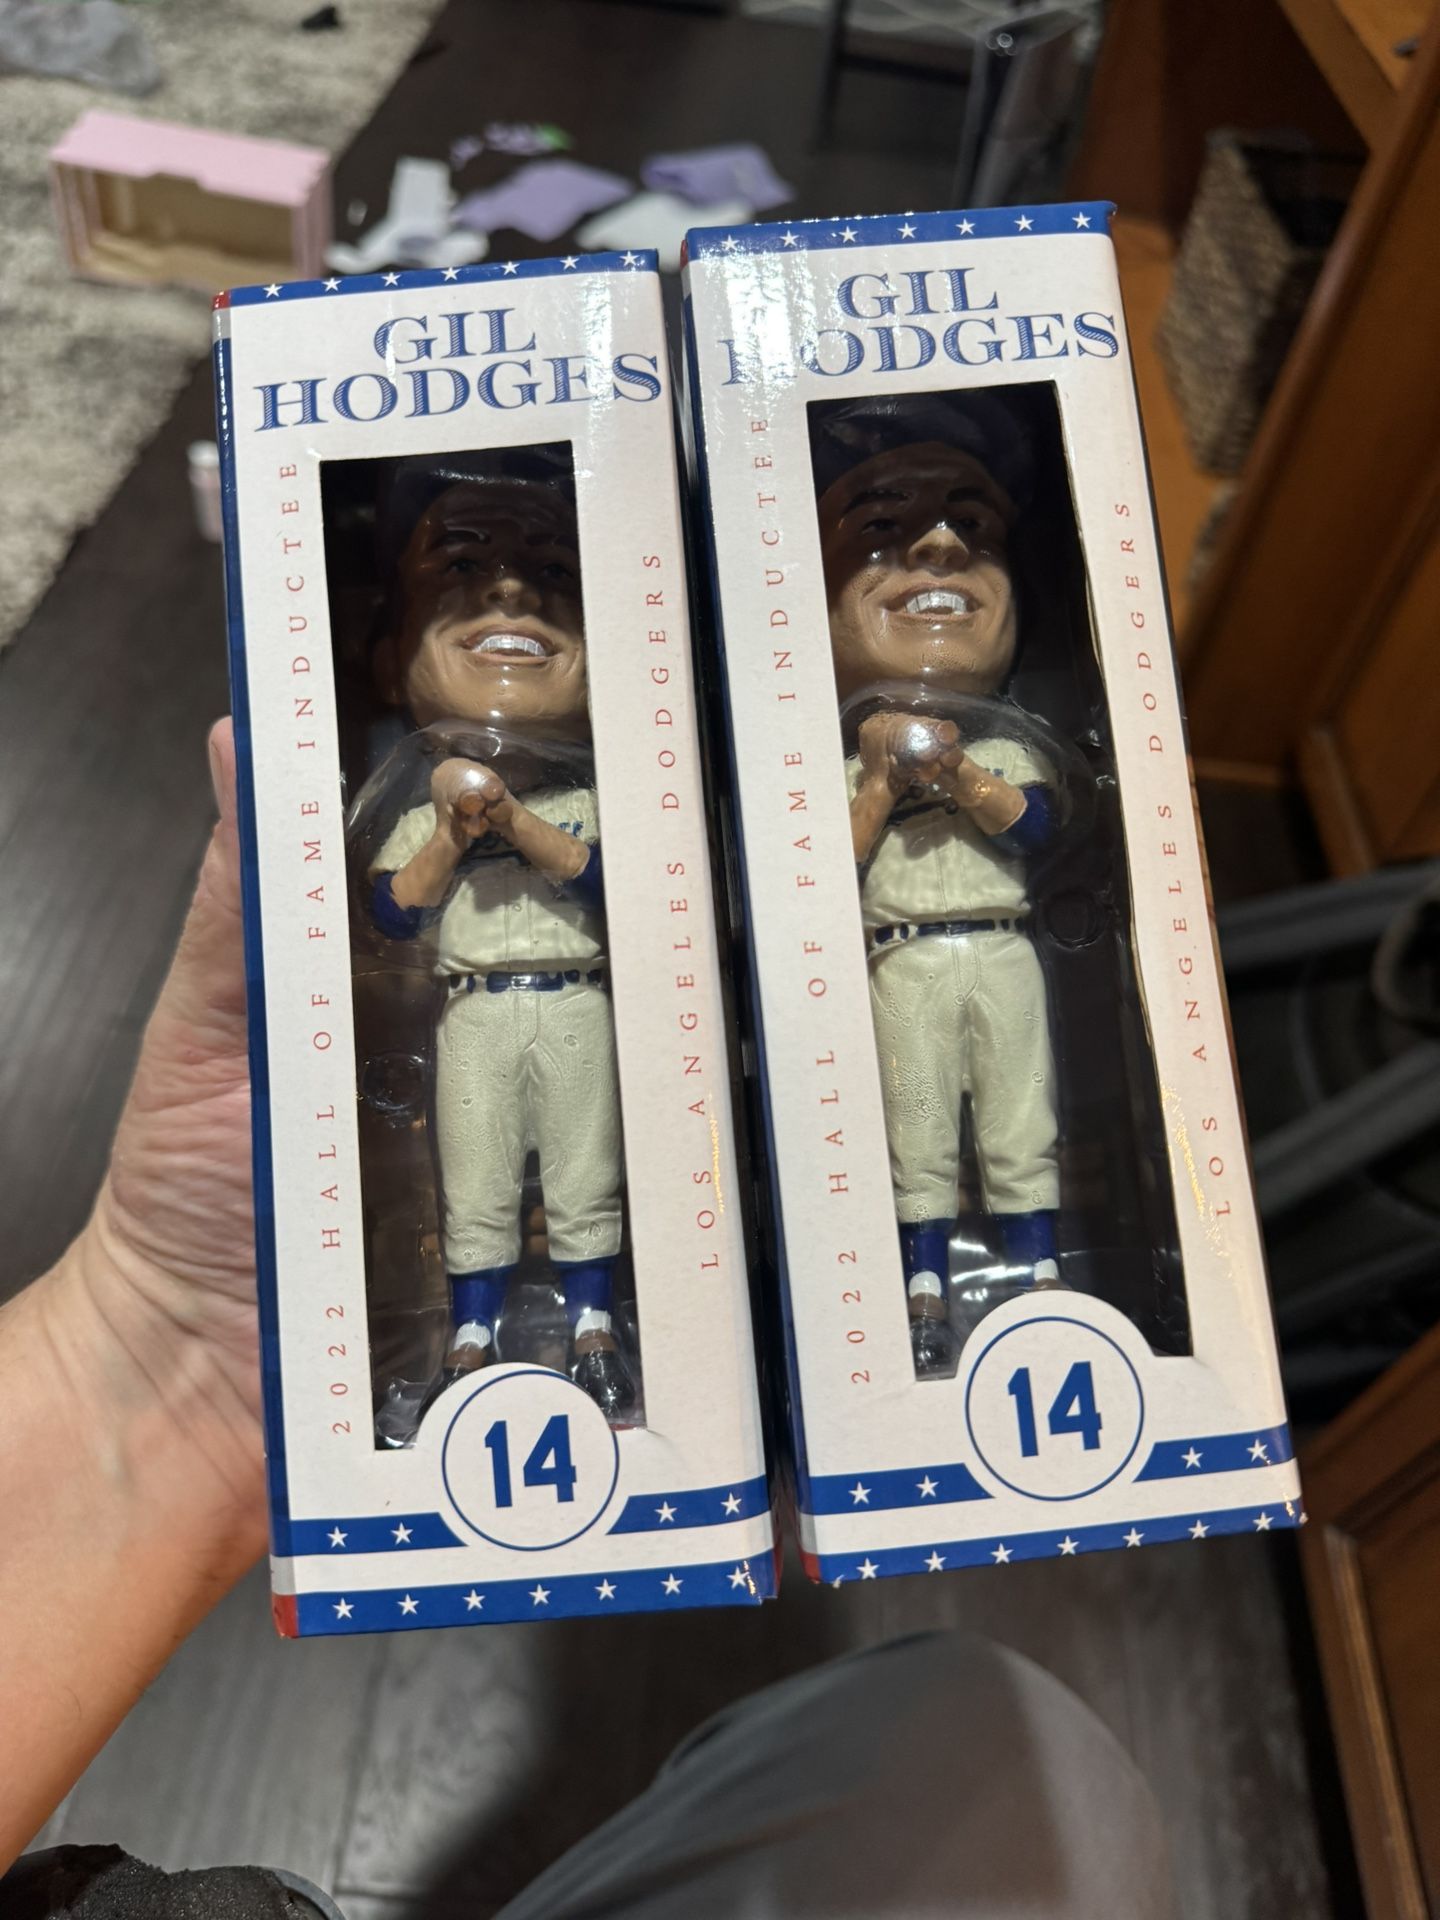 GIL
HODGES
2022 HALL OF FAME INDUCTEE
LOS ANGELES DODGERS
14
GIL
HODGES
2022 HALL OF FAME INDUCTEE
LOS ANGELES DODGERS
14